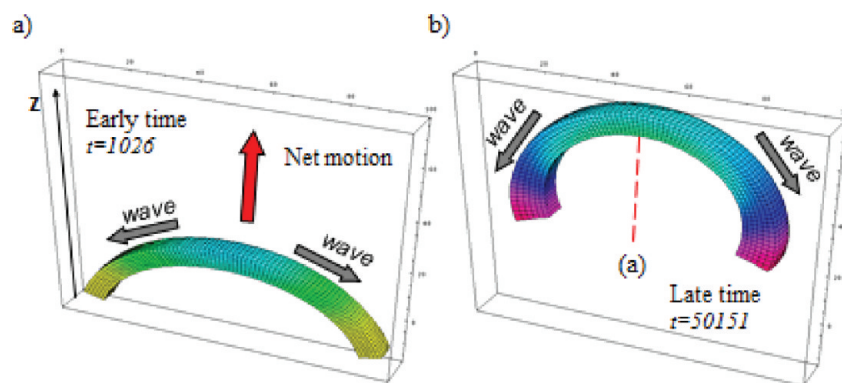 a)
b)
z
Early time
t=1026
Net motion
wave
wave
wave
wave
(a)
Late time
t=50151